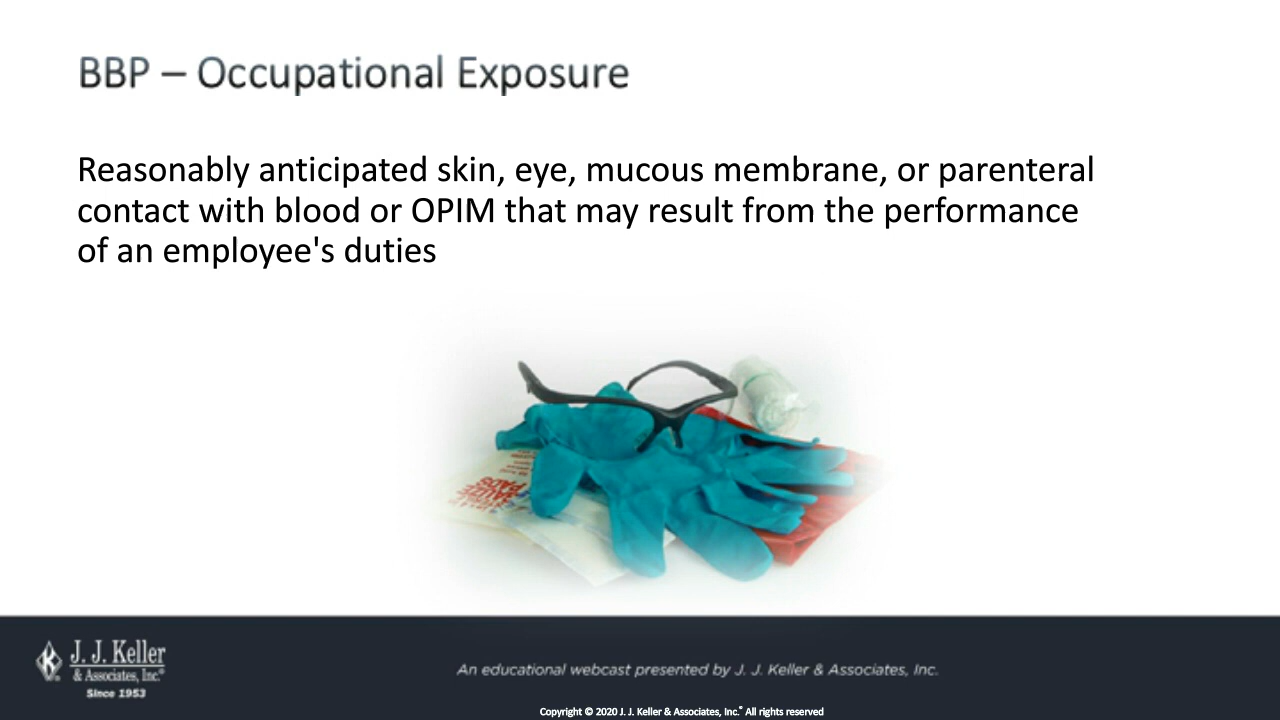 BBP – Occupational Exposure
Reasonably anticipated skin, eye, mucous membrane, or parenteral
contact with blood or OPIM that may result from the performance
of an employee's duties
GAUZE
PADS
J. J. Keller
& Associates, Inc.®
Since 1953
An educational webcast presented by J. J. Keller & Associates, Inc.
Copyright © 2020 J. J. Keller & Associates, Inc.® All rights reserved